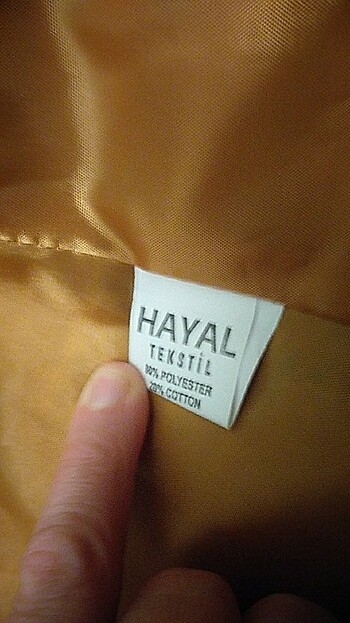 HAYAL
TEKSTİL
80% POLYESTER
20% COTTON